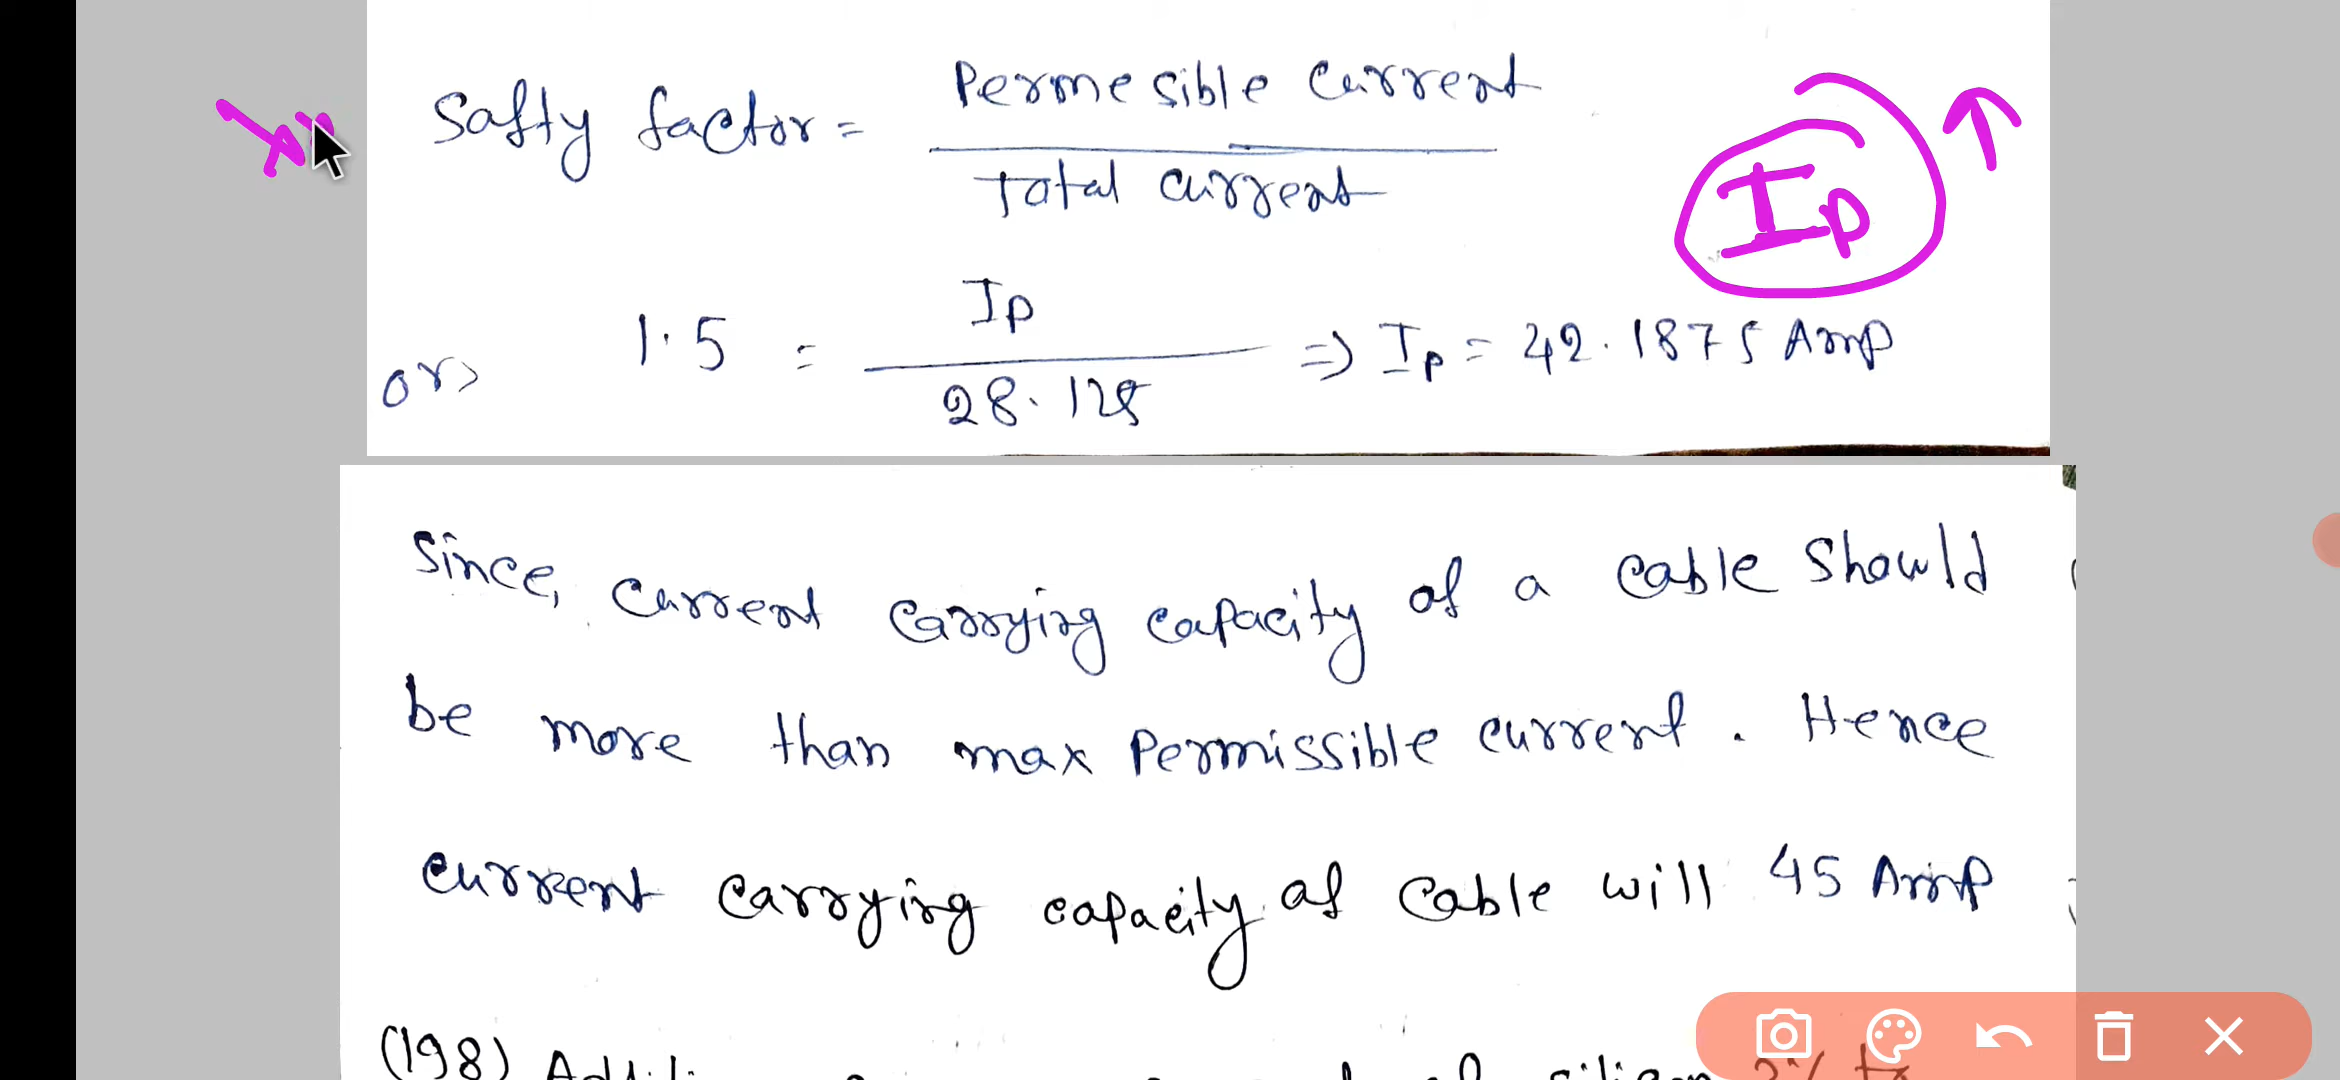 Safty factor = Permesible Current / Total current
Ip ↑
or, 1.5 = Ip / 28.125 ⇒ Ip = 42.1875 Amp
Since, Current Carrying capacity of a cable should
be more than max Permissible current. Hence
current carrying capacity of cable will 45 Amp
(198)